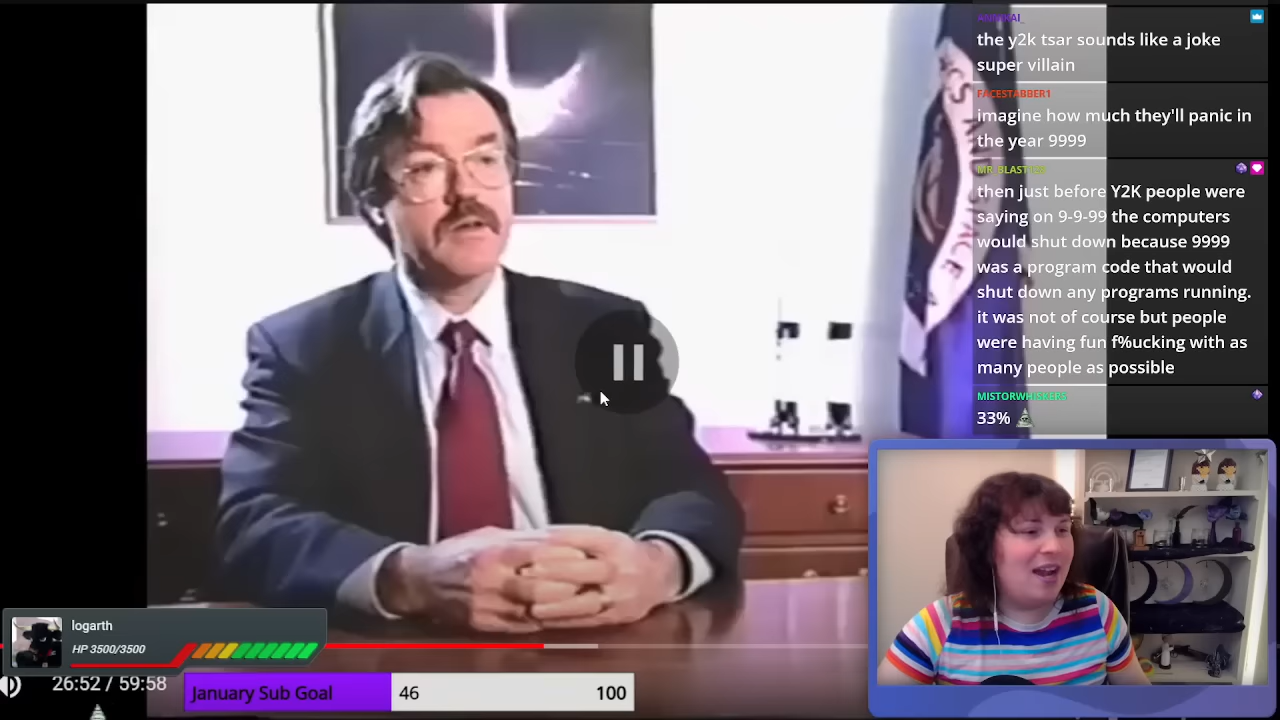 the y2k tsar sounds like a joke
super villain
FACESTABBER1
imagine how much they'll panic in
the year 9999
then just before Y2K people were
saying on 9-9-99 the computers
would shut down because 9999
was a program code that would
shut down any programs running.
it was not of course but people
were having fun f%ucking with as
many people as possible
33%
logarth
HP 3500/3500
26:52 / 59:58
January Sub Goal 46 100